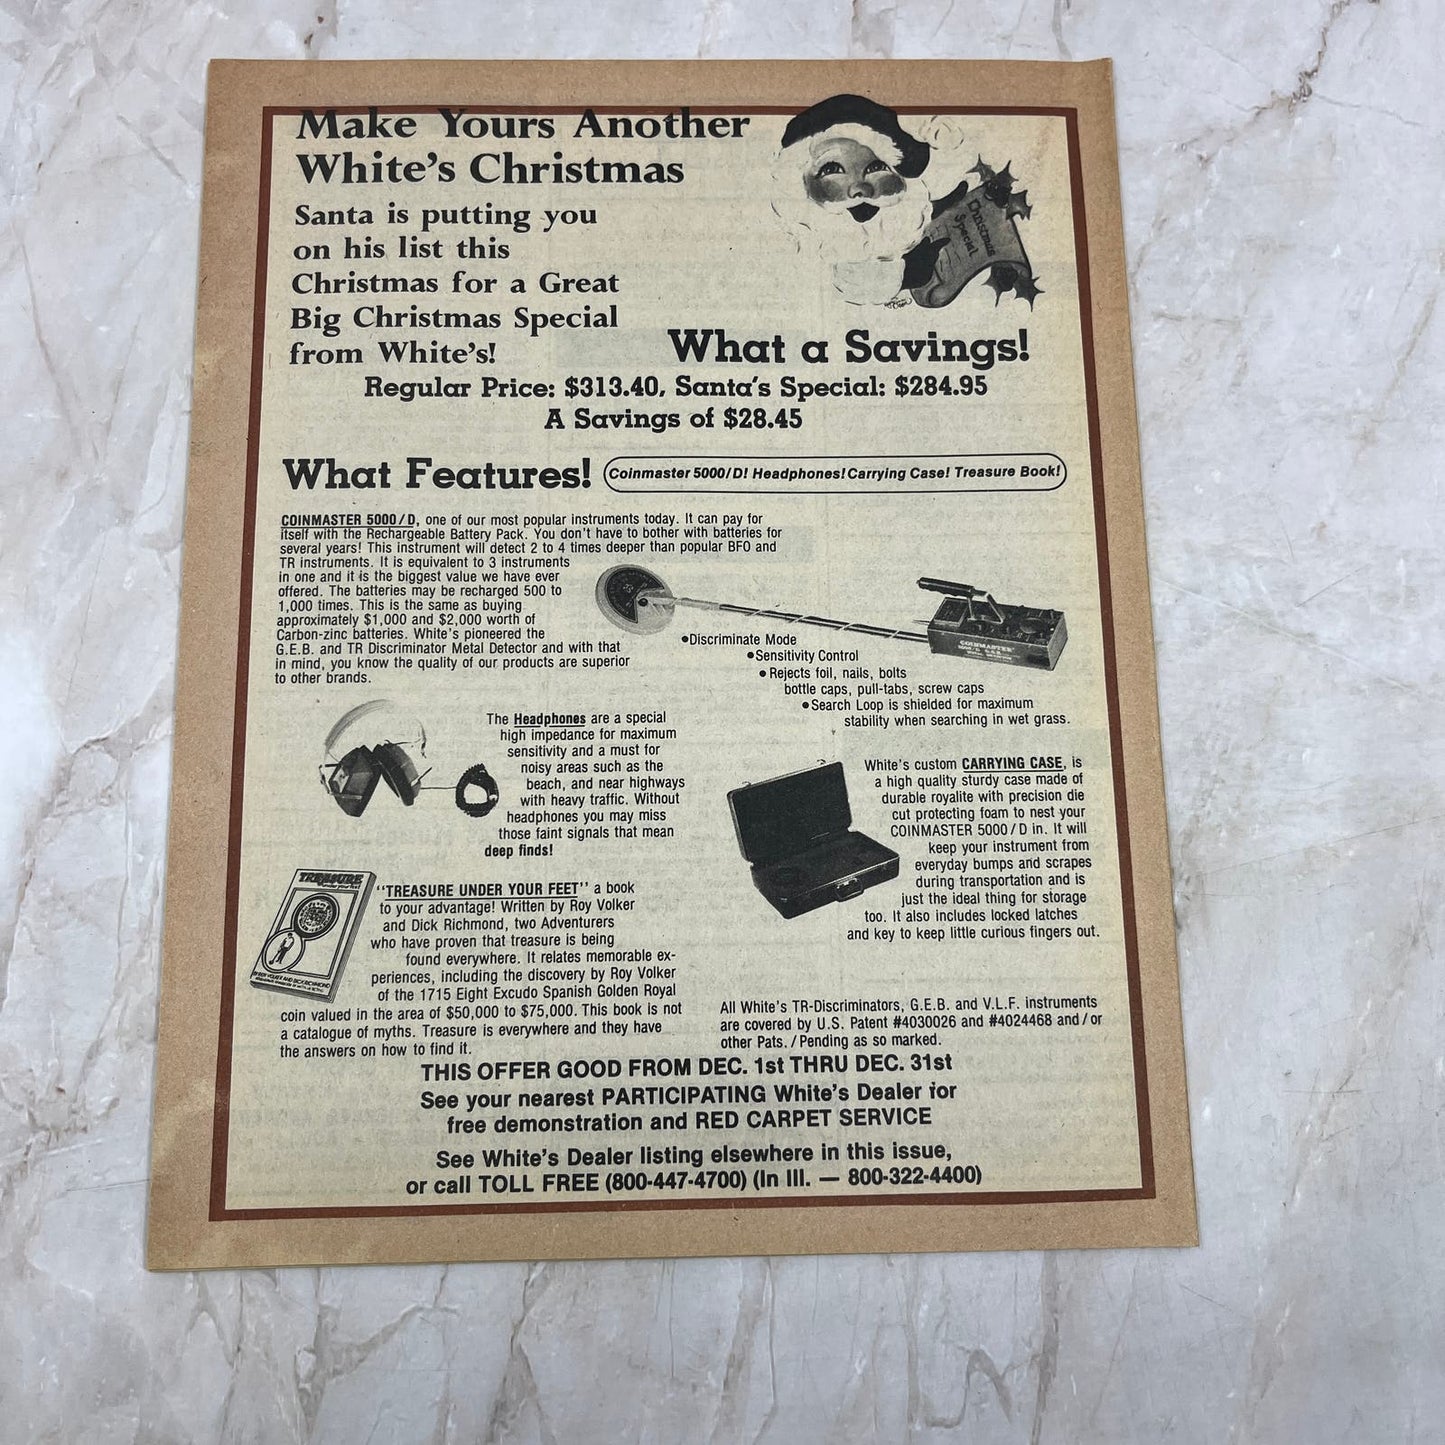 Make Yours Another
White's Christmas
Santa is putting you
on his list this
Christmas for a Great
Big Christmas Special
from White's!
Christmas
Special
What a Savings!
Regular Price: $313.40, Santa's Special: $284.95
A Savings of $28.45
What Features!
Coinmaster 5000/D! Headphones! Carrying Case! Treasure Book!
COINMASTER 5000/D, one of our most popular instruments today. It can pay for
itself with the Rechargeable Battery Pack. You don't have to bother with batteries for
several years! This instrument will detect 2 to 4 times deeper than popular BFO and
TR instruments. It is equivalent to 3 instruments
in one and it is the biggest value we have ever
offered. The batteries may be recharged 500 to
1,000 times. This is the same as buying
approximately $1,000 and $2,000 worth of
Carbon-zinc batteries. White's pioneered the
G.E.B. and TR Discriminator Metal Detector and with that
in mind, you know the quality of our products are superior
to other brands.
COINMASTER
•Discriminate Mode
•Sensitivity Control
•Rejects foil, nails, bolts
bottle caps, pull-tabs, screw caps
•Search Loop is shielded for maximum
stability when searching in wet grass.
The Headphones are a special
high impedance for maximum
sensitivity and a must for
noisy areas such as the
beach, and near highways
with heavy traffic. Without
headphones you may miss
those faint signals that mean
deep finds!
White's custom CARRYING CASE, is
a high quality sturdy case made of
durable royalite with precision die
cut protecting foam to nest your
COINMASTER 5000/D in. It will
keep your instrument from
everyday bumps and scrapes
during transportation and is
just the ideal thing for storage
too. It also includes locked latches
and key to keep little curious fingers out.
TREASURE
under your feet
BY ROY VOLKER AND DICK RICHMOND
"TREASURE UNDER YOUR FEET" a book
to your advantage! Written by Roy Volker
and Dick Richmond, two Adventurers
who have proven that treasure is being
found everywhere. It relates memorable ex-
periences, including the discovery by Roy Volker
of the 1715 Eight Excudo Spanish Golden Royal
coin valued in the area of $50,000 to $75,000. This book is not
a catalogue of myths. Treasure is everywhere and they have
the answers on how to find it.
All White's TR-Discriminators, G.E.B. and V.L.F. instruments
are covered by U.S. Patent #4030026 and #4024468 and/or
other Pats./Pending as so marked.
THIS OFFER GOOD FROM DEC. 1st THRU DEC. 31st
See your nearest PARTICIPATING White's Dealer for
free demonstration and RED CARPET SERVICE
See White's Dealer listing elsewhere in this issue,
or call TOLL FREE (800-447-4700) (In Ill. — 800-322-4400)